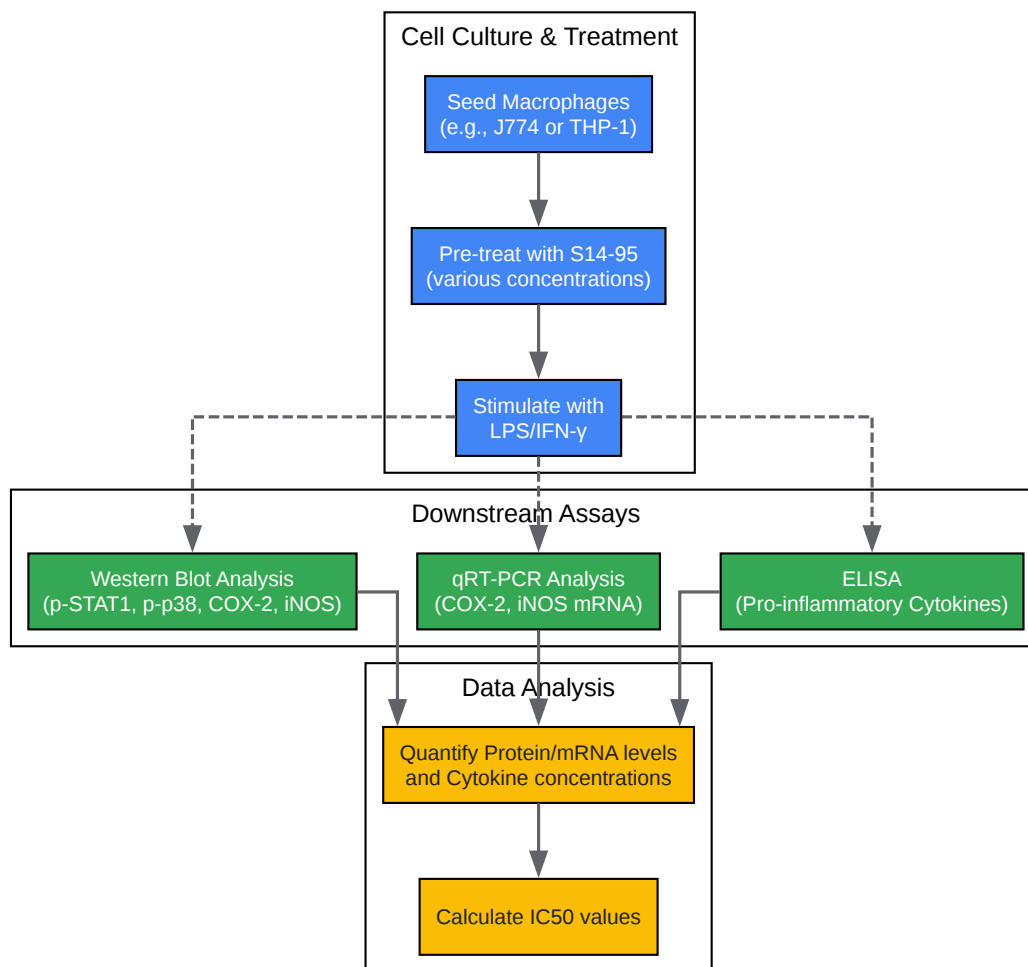 Cell Culture & Treatment
Seed Macrophages
(e.g., J774 or THP-1)
Pre-treat with S14-95
(various concentrations)
Stimulate with
LPS/IFN-γ
Downstream Assays
Western Blot Analysis
(p-STAT1, p-p38, COX-2, iNOS)
qRT-PCR Analysis
(COX-2, iNOS mRNA)
ELISA
(Pro-inflammatory Cytokines)
Data Analysis
Quantify Protein/mRNA levels
and Cytokine concentrations
Calculate IC50 values